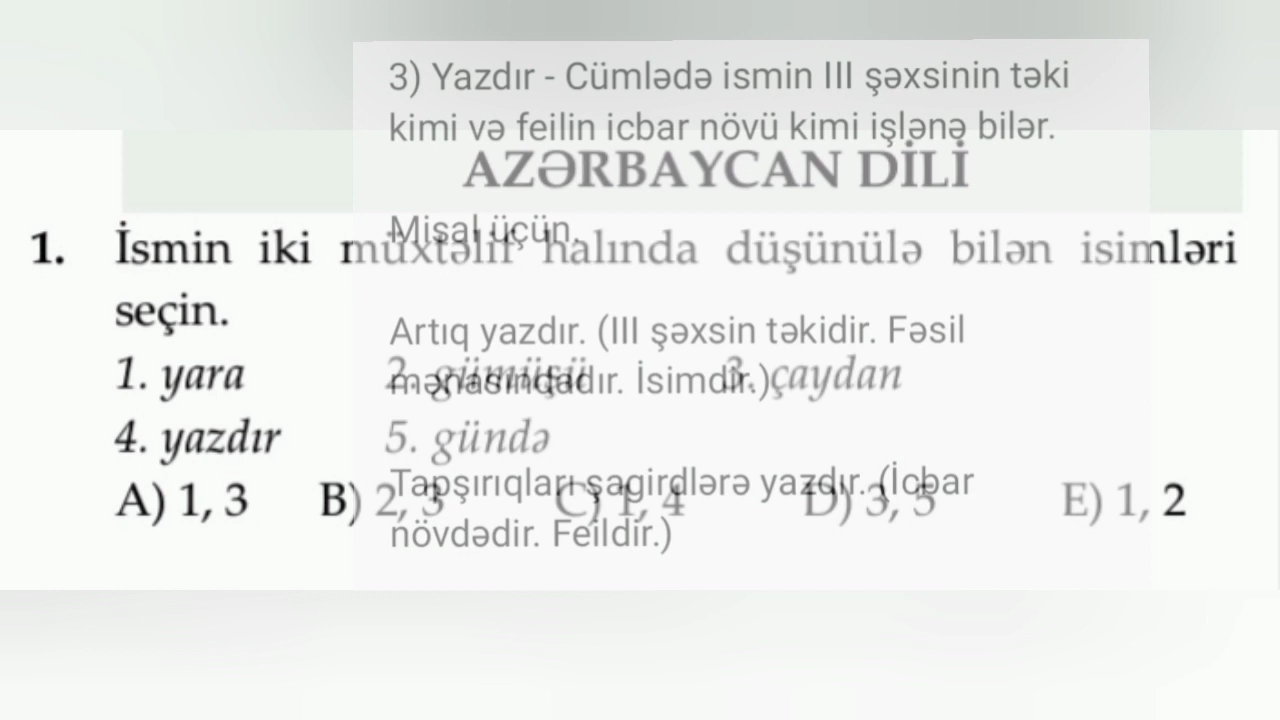 3) Yazdır - Cümlədə ismin III şəxsinin təki
kimi və feilin icbar növü kimi işlənə bilər.
AZƏRBAYCAN DİLİ
Misal üçün,
1. İsmin iki müxtəlif halında düşünülə bilən isimləri
seçin.
Artıq yazdır. (III şəxsin təkidir. Fəsil
mənasındadır. İsimdir.)
1. yara 2. gümüşü 3. çaydan
4. yazdır 5. gündə
Tapşırıqları şagirdlərə yazdır. (İcbar
növdədir. Feildir.)
A) 1, 3 B) 2, 3 C) 1, 4 D) 3, 5 E) 1, 2